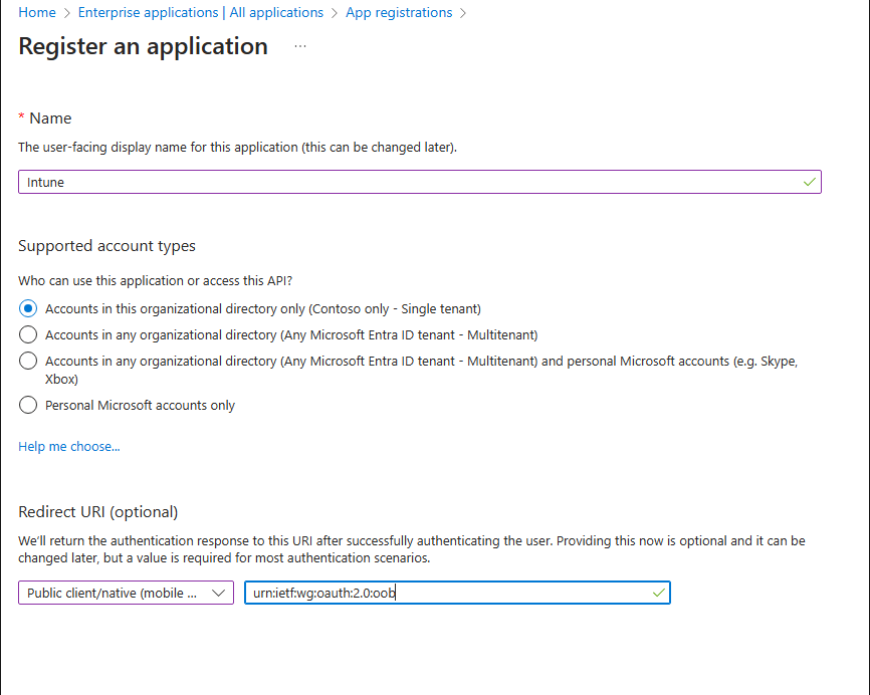 Home > Enterprise applications | All applications > App registrations >
Register an application ...
* Name
The user-facing display name for this application (this can be changed later).
Intune
Supported account types
Who can use this application or access this API?
Accounts in this organizational directory only (Contoso only - Single tenant)
Accounts in any organizational directory (Any Microsoft Entra ID tenant - Multitenant)
Accounts in any organizational directory (Any Microsoft Entra ID tenant - Multitenant) and personal Microsoft accounts (e.g. Skype,
Xbox)
Personal Microsoft accounts only
Help me choose...
Redirect URI (optional)
We'll return the authentication response to this URI after successfully authenticating the user. Providing this now is optional and it can be
changed later, but a value is required for most authentication scenarios.
Public client/native (mobile ... urn:ietf:wg:oauth:2.0:oob